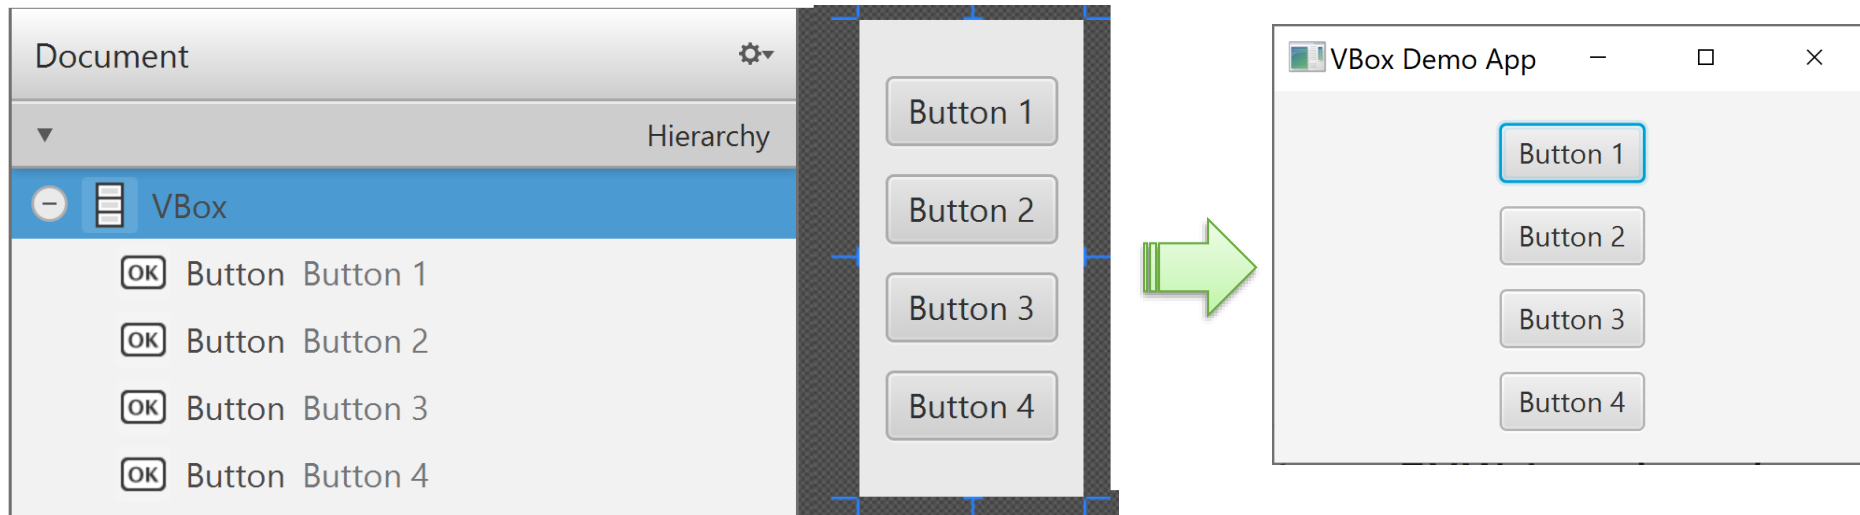 Document
Hierarchy
VBox
OK Button Button 1
OK Button Button 2
OK Button Button 3
OK Button Button 4
Button 1
Button 2
Button 3
Button 4
VBox Demo App
Button 1
Button 2
Button 3
Button 4